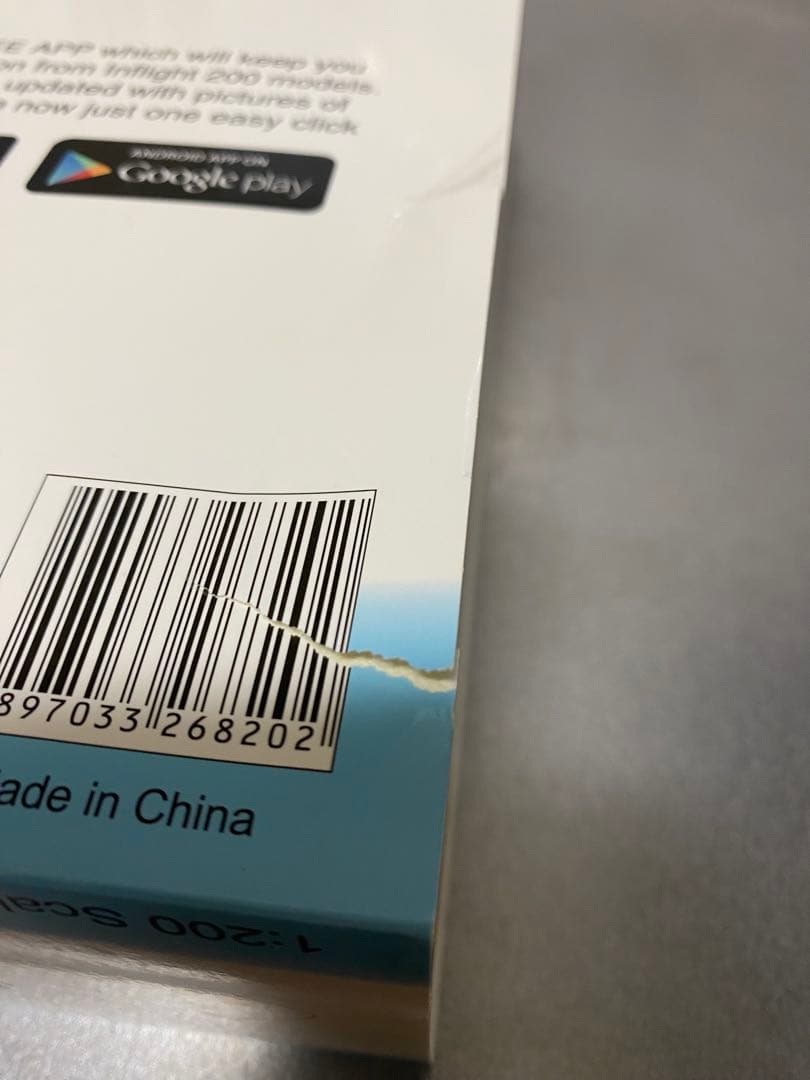 E APP which will keep you
on from Inflight 200 models.
updated with pictures of
now just one easy click
ANDROID APP ON
Google play
897033 268202
ade in China
1:200 Scal